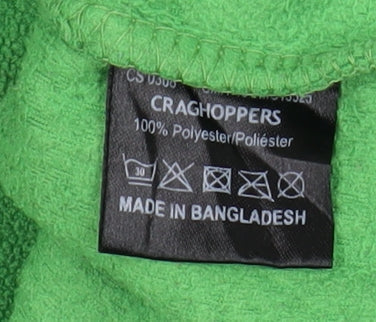 CRAGHOPPERS
100% Polyester/Poliéster
30
MADE IN BANGLADESH